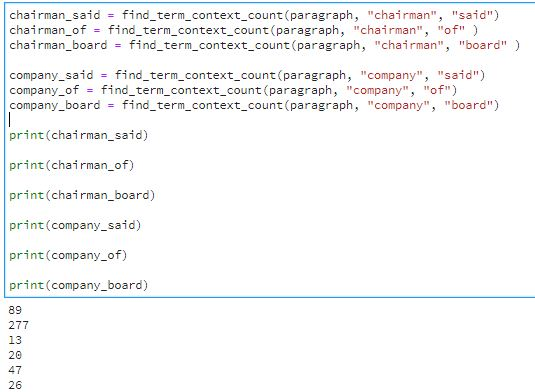 chairman_said = find_term_context_count(paragraph, "chairman", "said")
chairman_of = find_term_context_count(paragraph, "chairman", "of" )
chairman_board = find_term_context_count(paragraph, "chairman", "board" )
company_said = find_term_context_count(paragraph, "company", "said")
company_of = find_term_context_count(paragraph, "company", "of")
company_board = find_term_context_count(paragraph, "company", "board")
print(chairman_said)
print(chairman_of)
print(chairman_board)
print(company_said)
print(company_of)
print(company_board)
89
277
13
20
47
26